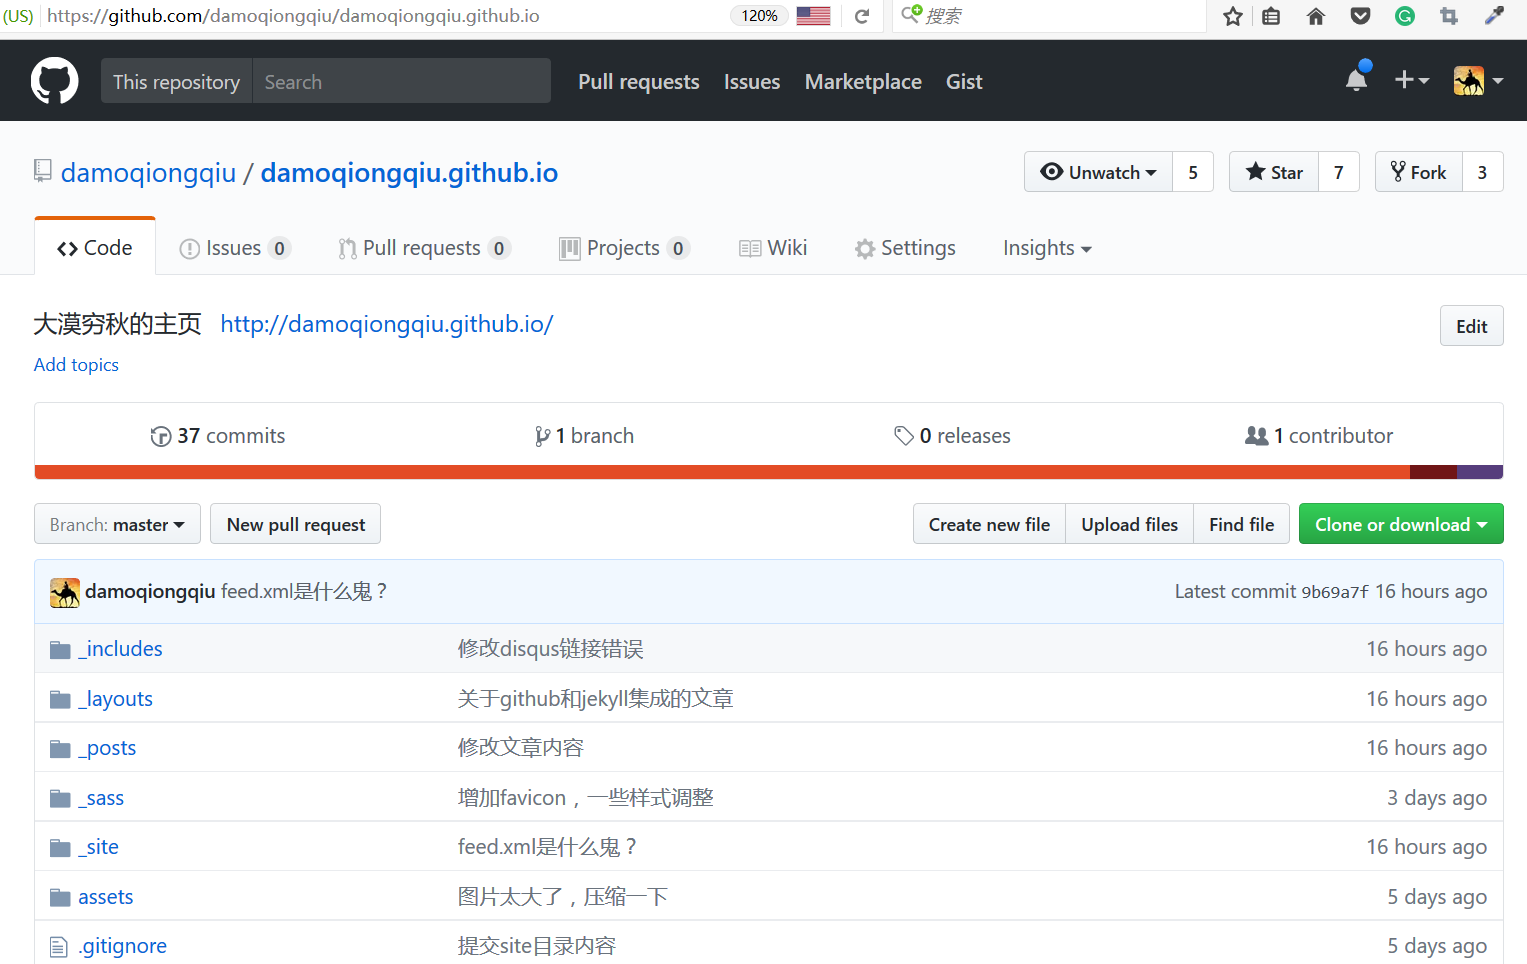 (US) https://github.com/damoqiongqiu/damoqiongqiu.github.io 120% 搜索
This repository Search Pull requests Issues Marketplace Gist
damoqiongqiu / damoqiongqiu.github.io Unwatch 5 Star 7 Fork 3
Code Issues 0 Pull requests 0 Projects 0 Wiki Settings Insights
大漠穷秋的主页 http://damoqiongqiu.github.io/ Edit
Add topics
37 commits 1 branch 0 releases 1 contributor
Branch: master New pull request Create new file Upload files Find file Clone or download
damoqiongqiu feed.xml是什么鬼？ Latest commit 9b69a7f 16 hours ago
_includes 修改disqus链接错误 16 hours ago
_layouts 关于github和jekyll集成的文章 16 hours ago
_posts 修改文章内容 16 hours ago
_sass 增加favicon，一些样式调整 3 days ago
_site feed.xml是什么鬼？ 16 hours ago
assets 图片太大了，压缩一下 5 days ago
.gitignore 提交site目录内容 5 days ago